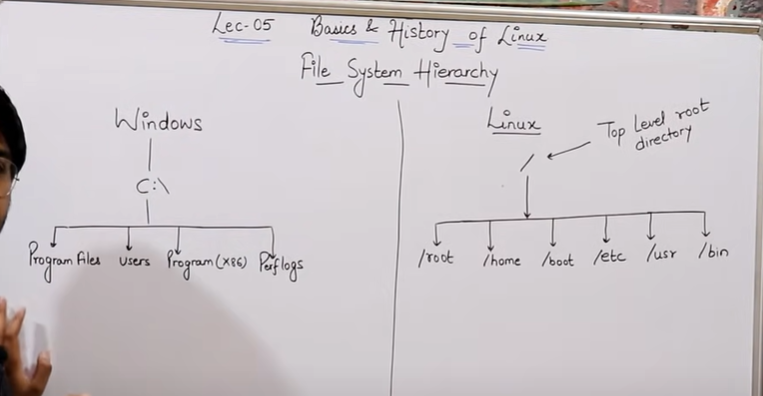 Lec-05 Basics & History of Linux
File System Hierarchy
Windows
C:\
Program Files Users Program (X86) Perflogs
Linux
/
Top Level root
directory
/root /home /boot /etc /usr /bin